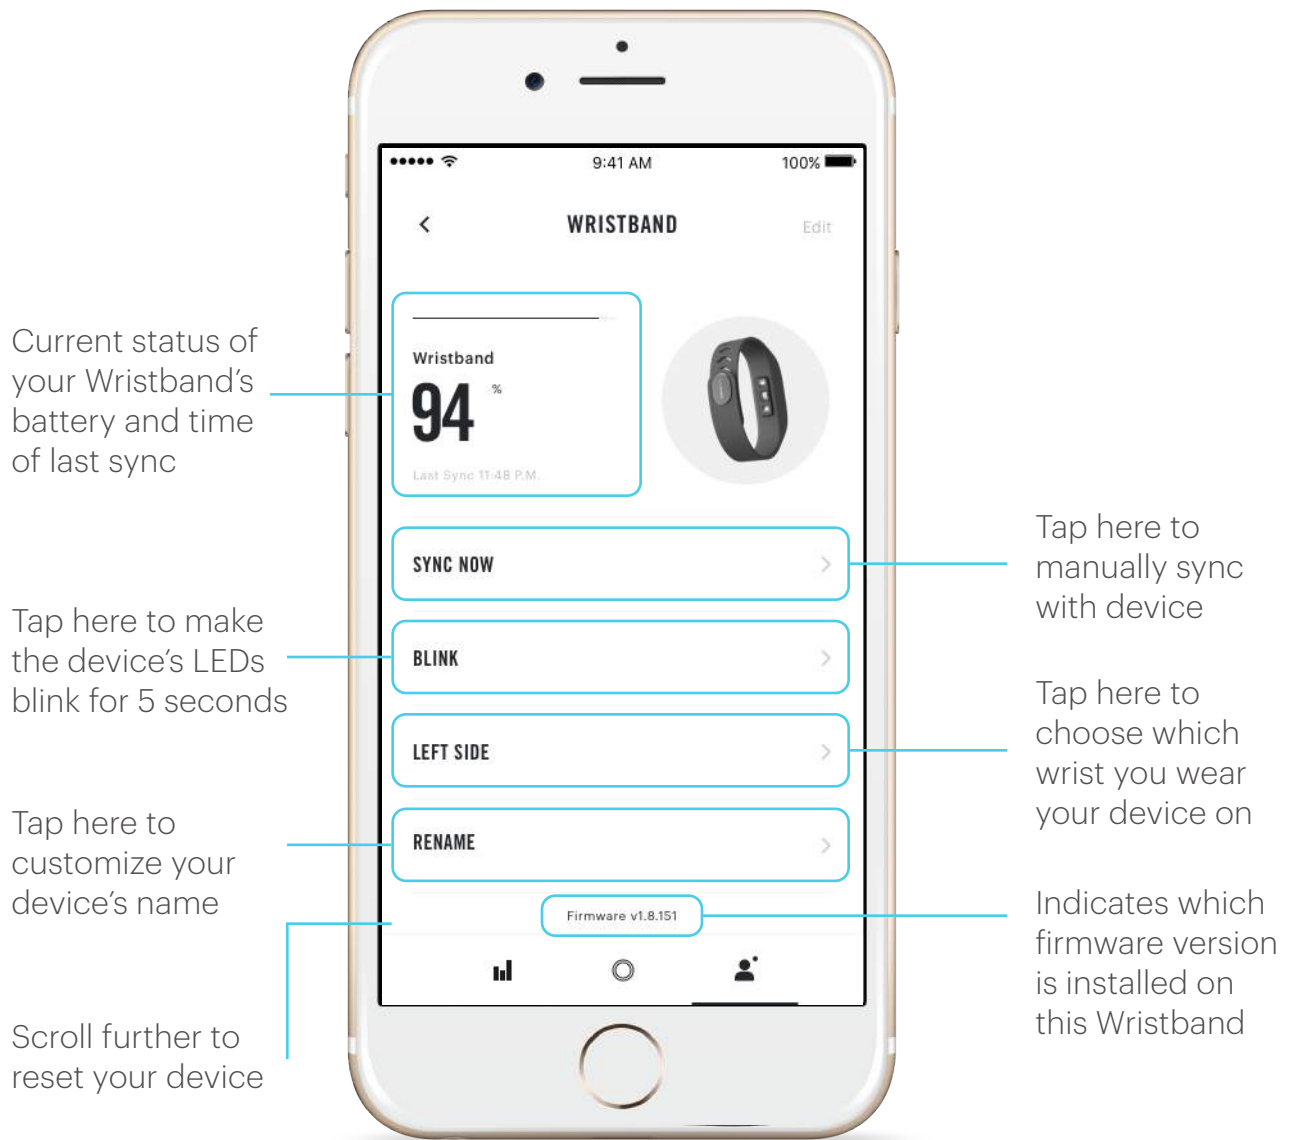 9:41 AM
100%
WRISTBAND
Edit
Current status of
your Wristband’s
battery and time
of last sync
Wristband
94 %
Last Sync 11:48 P.M.
SYNC NOW
Tap here to
manually sync
with device
Tap here to make
the device’s LEDs
blink for 5 seconds
BLINK
LEFT SIDE
Tap here to
choose which
wrist you wear
your device on
Tap here to
customize your
device’s name
RENAME
Firmware v1.8.151
Indicates which
firmware version
is installed on
this Wristband
Scroll further to
reset your device